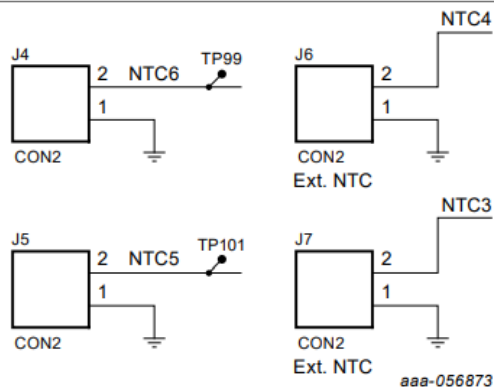 J4
2 NTC6 TP99
1
CON2
J6
NTC4
2
1
CON2
Ext. NTC
J5
2 NTC5 TP101
1
CON2
J7
NTC3
2
1
CON2
Ext. NTC
aaa-056873